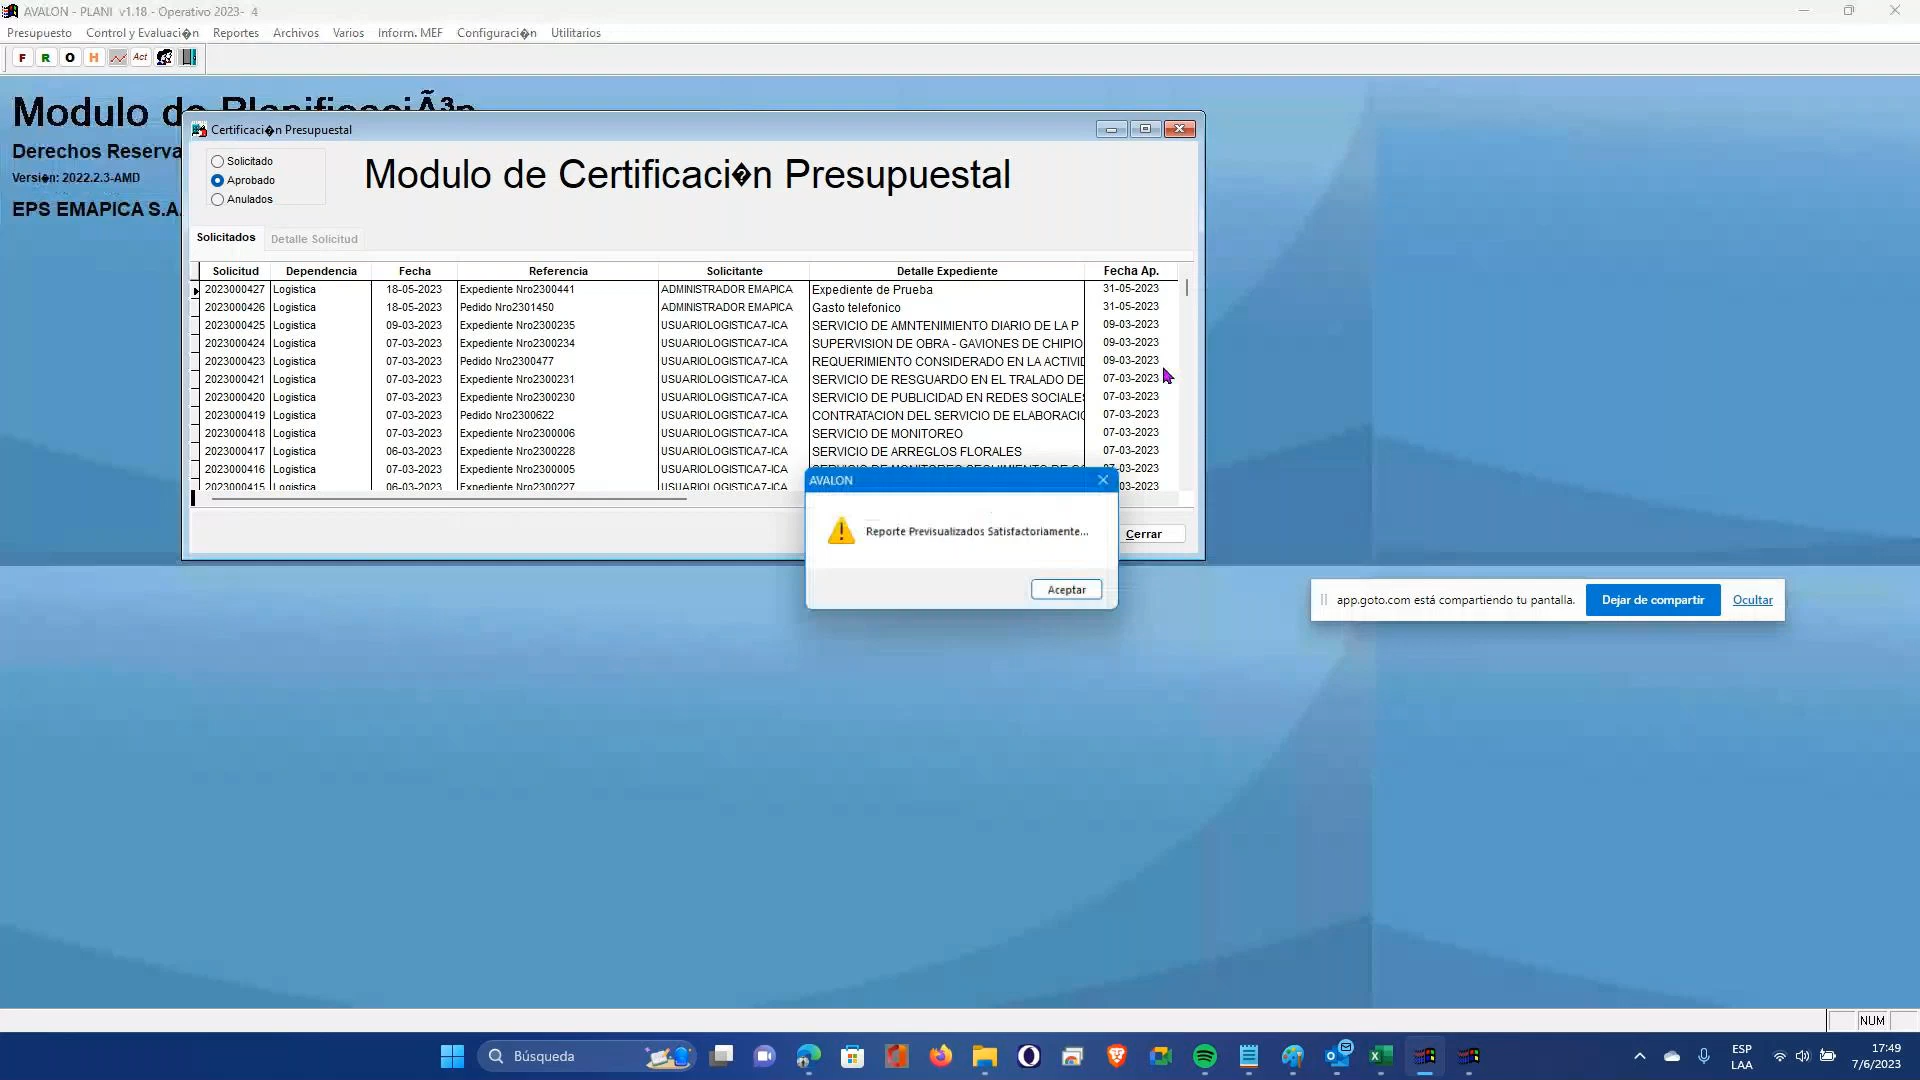 AVALON - PLANI v1.18 - Operativo 2023- 4
Presupuesto Control y Evaluaci�n Reportes Archivos Varios Inform. MEF Configuraci�n Utilitarios
F R O H Act
Modulo de PlanificaciÃ³n
Derechos Reserva
Versi�n: 2022.2.3-AMD
EPS EMAPICA S.A.
Certificaci�n Presupuestal
Solicitado
Aprobado
Anulados
Modulo de Certificaci�n Presupuestal
Solicitados Detalle Solicitud
Solicitud Dependencia Fecha Referencia Solicitante Detalle Expediente Fecha Ap.
2023000427 Logistica 18-05-2023 Expediente Nro2300441 ADMINISTRADOR EMAPICA Expediente de Prueba 31-05-2023
2023000426 Logistica 18-05-2023 Pedido Nro2301450 ADMINISTRADOR EMAPICA Gasto telefonico 31-05-2023
2023000425 Logistica 09-03-2023 Expediente Nro2300235 USUARIOLOGISTICA7-ICA SERVICIO DE AMNTENIMIENTO DIARIO DE LA P 09-03-2023
2023000424 Logistica 07-03-2023 Expediente Nro2300234 USUARIOLOGISTICA7-ICA SUPERVISION DE OBRA - GAVIONES DE CHIPIO 09-03-2023
2023000423 Logistica 07-03-2023 Pedido Nro2300477 USUARIOLOGISTICA7-ICA REQUERIMIENTO CONSIDERADO EN LA ACTIVID 09-03-2023
2023000421 Logistica 07-03-2023 Expediente Nro2300231 USUARIOLOGISTICA7-ICA SERVICIO DE RESGUARDO EN EL TRALADO DE 07-03-2023
2023000420 Logistica 07-03-2023 Expediente Nro2300230 USUARIOLOGISTICA7-ICA SERVICIO DE PUBLICIDAD EN REDES SOCIALES 07-03-2023
2023000419 Logistica 07-03-2023 Pedido Nro2300622 USUARIOLOGISTICA7-ICA CONTRATACION DEL SERVICIO DE ELABORACIO 07-03-2023
2023000418 Logistica 07-03-2023 Expediente Nro2300006 USUARIOLOGISTICA7-ICA SERVICIO DE MONITOREO 07-03-2023
2023000417 Logistica 06-03-2023 Expediente Nro2300228 USUARIOLOGISTICA7-ICA SERVICIO DE ARREGLOS FLORALES 07-03-2023
2023000416 Logistica 07-03-2023 Expediente Nro2300005 USUARIOLOGISTICA7-ICA 07-03-2023
2023000415 Logistica 06-03-2023 Expediente Nro2300227 USUARIOLOGISTICA7-ICA 3-03-2023
AVALON
Reporte Previsualizados Satisfactoriamente...
Aceptar
Cerrar
app.goto.com está compartiendo tu pantalla. Dejar de compartir Ocultar
NUM
Búsqueda
ESP
LAA
17:49
7/6/2023